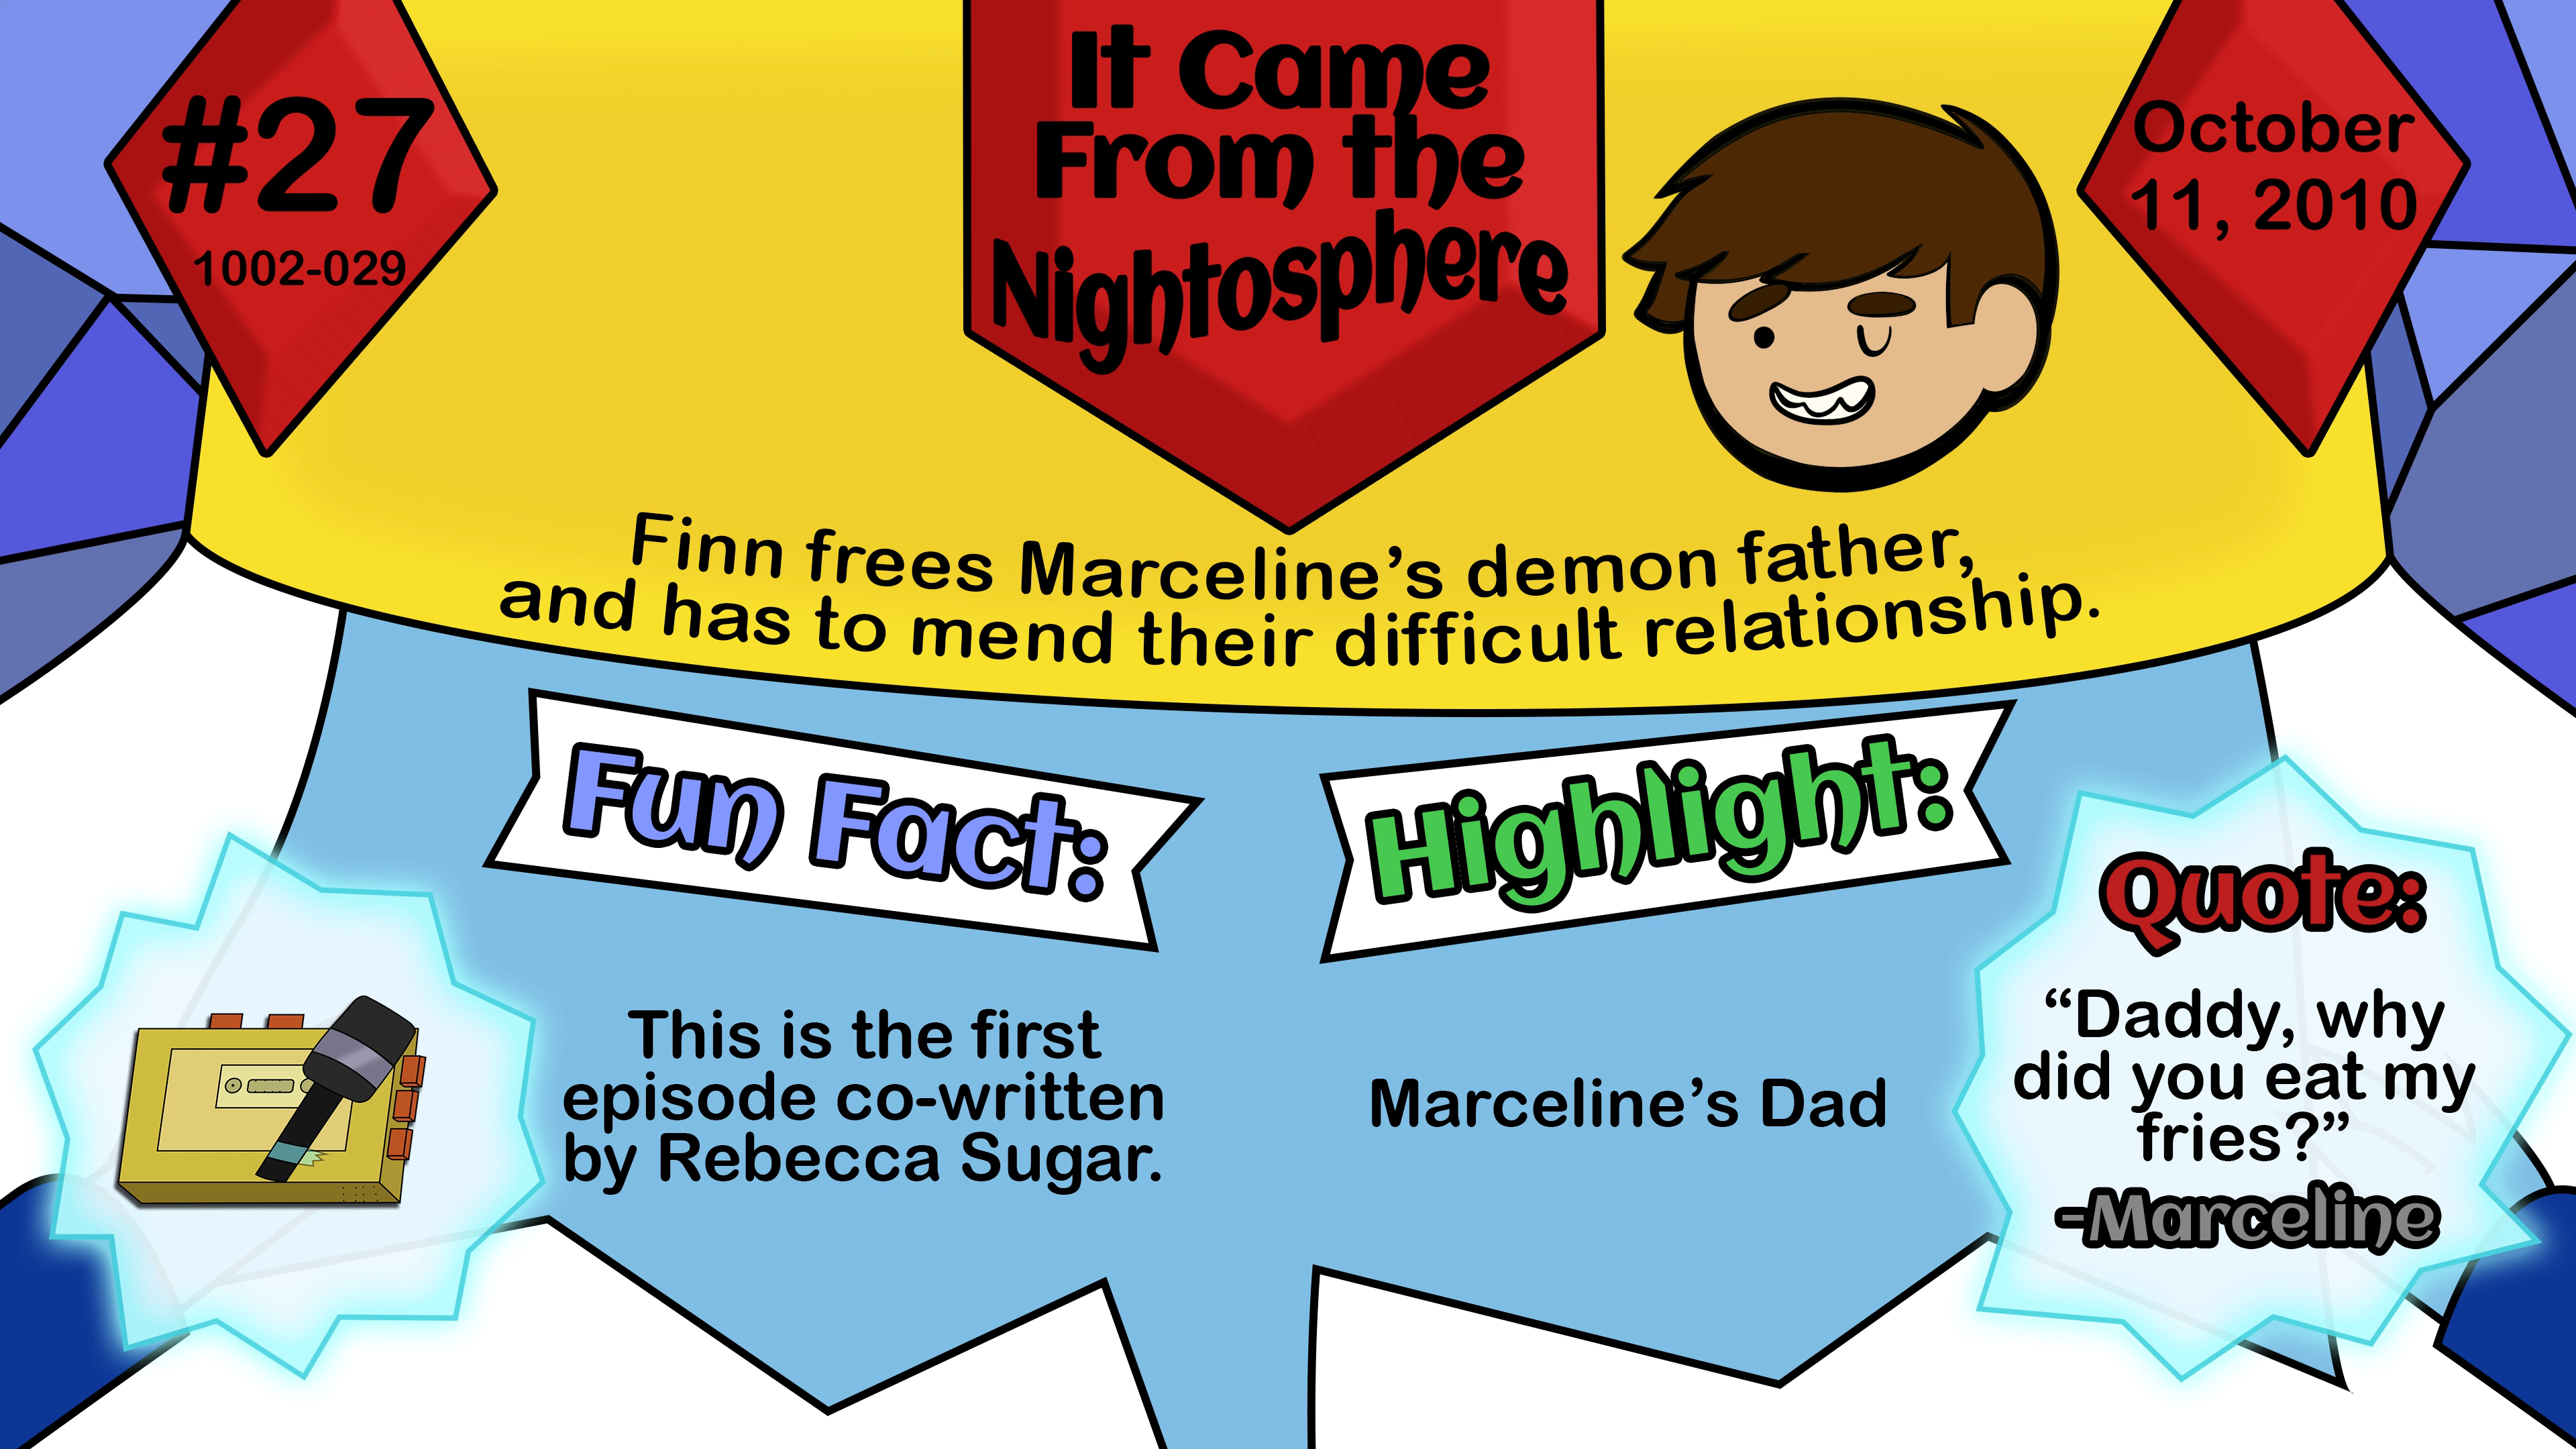 #27
1002-029
It Came
From the
Nightosphere
October
11, 2010
Finn frees Marceline’s demon father,
and has to mend their difficult relationship.
Fun Fact:
This is the first
episode co-written
by Rebecca Sugar.
Highlight:
Marceline’s Dad
Quote:
“Daddy, why
did you eat my
fries?”
-Marceline